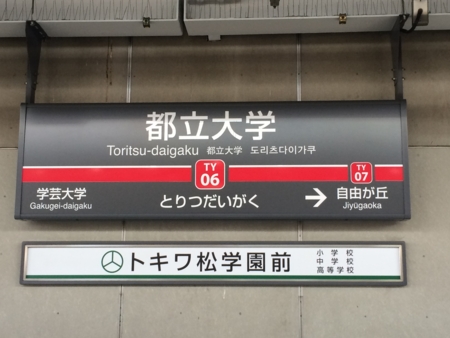 都立大学
Toritsu-daigaku 都立大学 도리츠다이가쿠
TY
06
TY
07
学芸大学
Gakugei-daigaku
とりつだいがく
→ 自由が丘
Jiyūgaoka
トキワ松学園前
小学校
中学校
高等学校